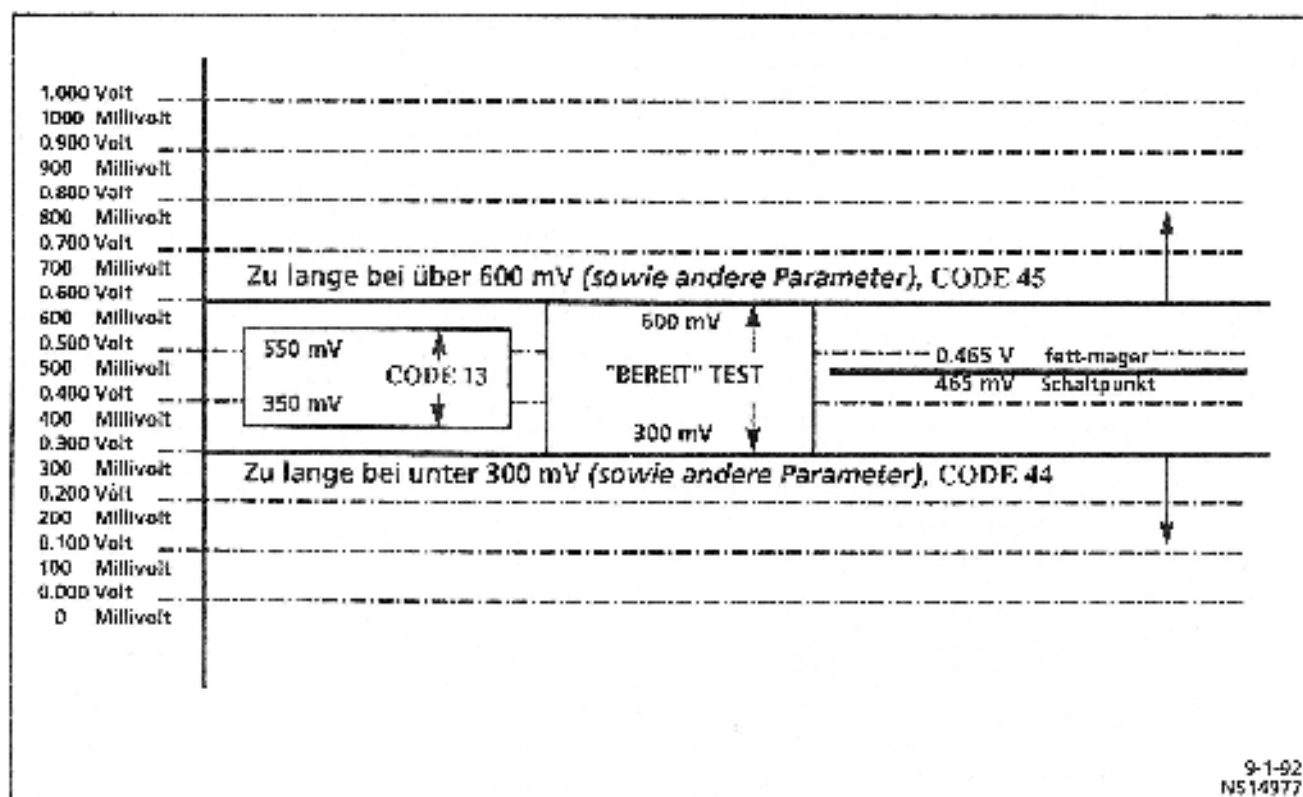 1.000 Volt
1000 Millivolt
0.900 Volt
900 Millivolt
0.800 Volt
800 Millivolt
0.700 Volt
700 Millivolt
0.600 Volt
600 Millivolt
0.500 Volt
500 Millivolt
0.400 Volt
400 Millivolt
0.300 Volt
300 Millivolt
0.200 Volt
200 Millivolt
0.100 Volt
100 Millivolt
0.000 Volt
0 Millivolt
Zu lange bei über 600 mV (sowie andere Parameter), CODE 45
550 mV
CODE 13
350 mV
600 mV
"BEREIT" TEST
300 mV
0.465 V fett-mager
465 mV Schaltpunkt
Zu lange bei unter 300 mV (sowie andere Parameter), CODE 44
9-1-92
NS14977